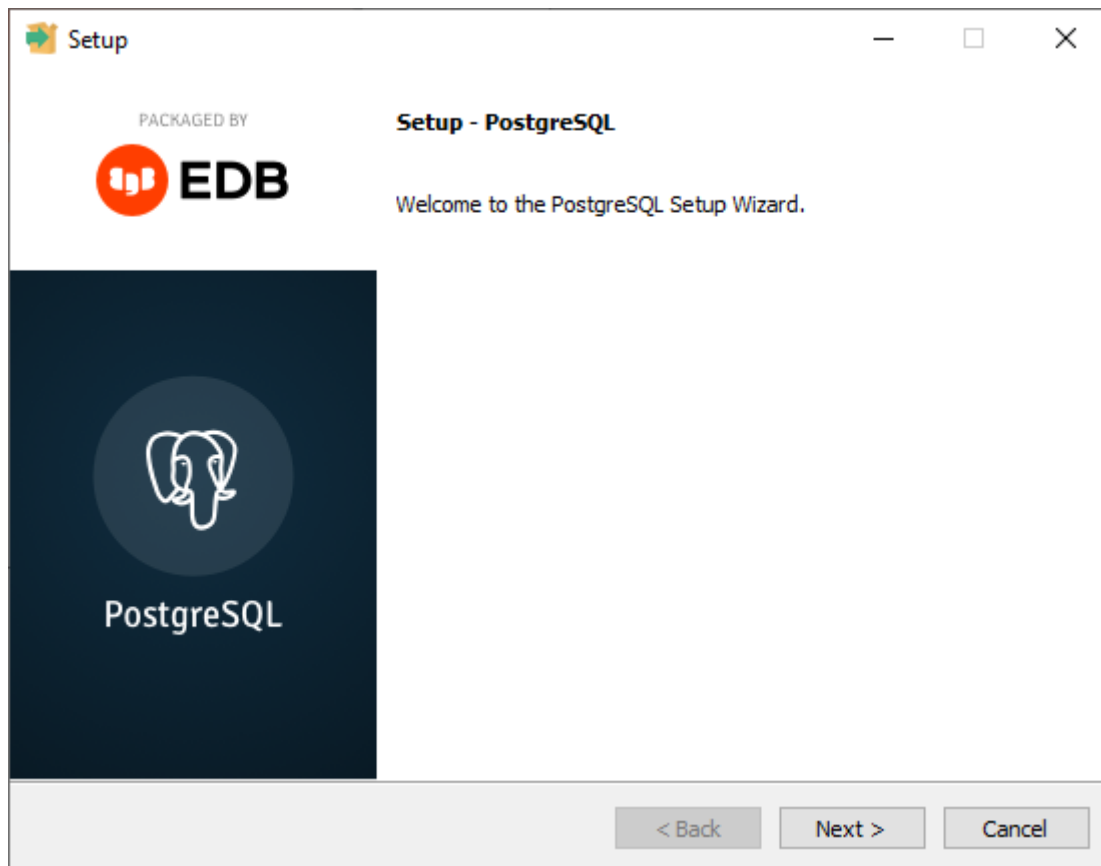 Setup
PACKAGED BY
EDB
Setup - PostgreSQL
Welcome to the PostgreSQL Setup Wizard.
PostgreSQL
< Back
Next >
Cancel